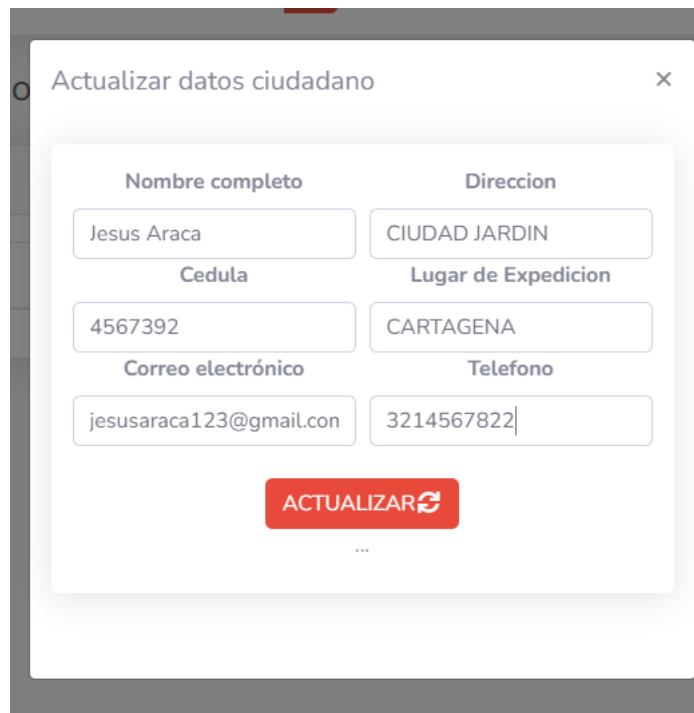 Actualizar datos ciudadano ×
Nombre completo Direccion
Jesus Araca CIUDAD JARDIN
Cedula Lugar de Expedicion
4567392 CARTAGENA
Correo electrónico Telefono
jesusaraca123@gmail.con 3214567822
ACTUALIZAR
...